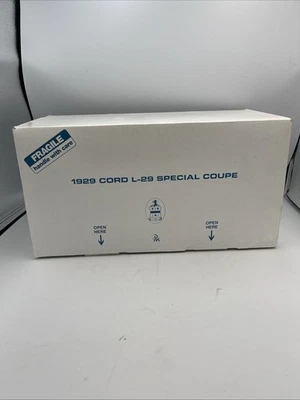 FRAGILE
handle with care
1929 CORD L-29 SPECIAL COUPE
OPEN
HERE
OPEN
HERE